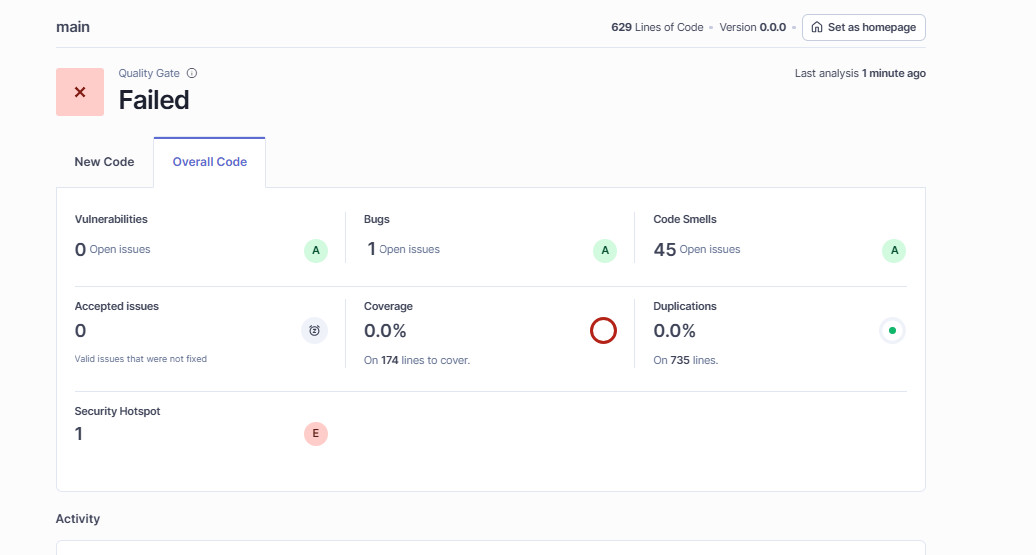 main
629 Lines of Code • Version 0.0.0 • Set as homepage
Quality Gate
Last analysis 1 minute ago
Failed
New Code Overall Code
Vulnerabilities Bugs Code Smells
0 Open issues A 1 Open issues A 45 Open issues A
Accepted issues Coverage Duplications
0 0.0% 0.0%
Valid issues that were not fixed On 174 lines to cover. On 735 lines.
Security Hotspot
1 E
Activity